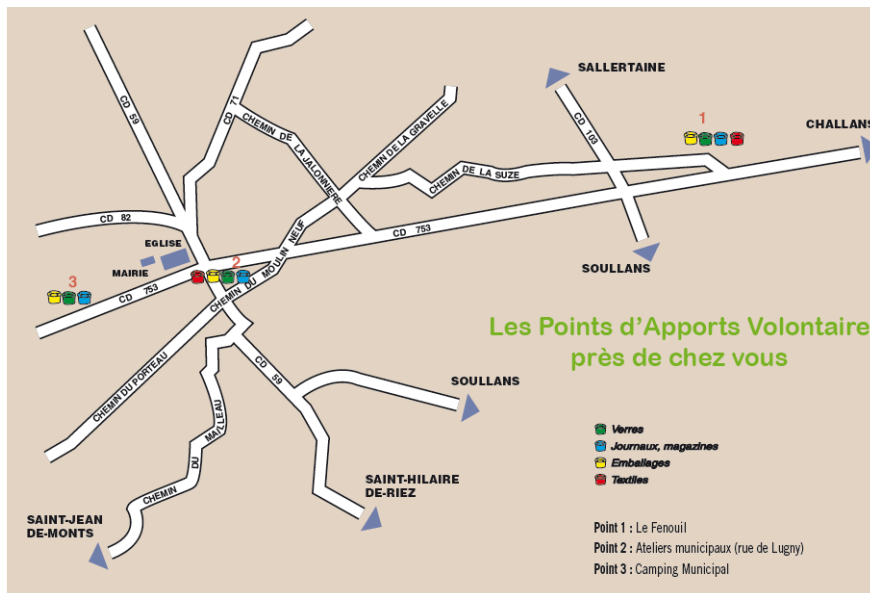 CD 59
CD 71
SALLERTAINE
1
CHALLANS
CHEMIN DE LA JALONNIERE
CHEMIN DE LA GRAVELLE
CD 103
CHEMIN DE LA SUZE
CD 82
CD 753
EGLISE
MAIRIE
2
CHEMIN DU MOULIN NEUF
SOULLANS
3
CD 753
Les Points d'Apports Volontaire
près de chez vous
CHEMIN DU PORTEAU
CD 59
SOULLANS
CHEMIN DU MAILLEAU
Verres
Journaux, magazines
Emballages
Textiles
SAINT-HILAIRE
DE-RIEZ
SAINT-JEAN
DE-MONTS
Point 1 : Le Fenouil
Point 2 : Ateliers municipaux (rue de Lugny)
Point 3 : Camping Municipal